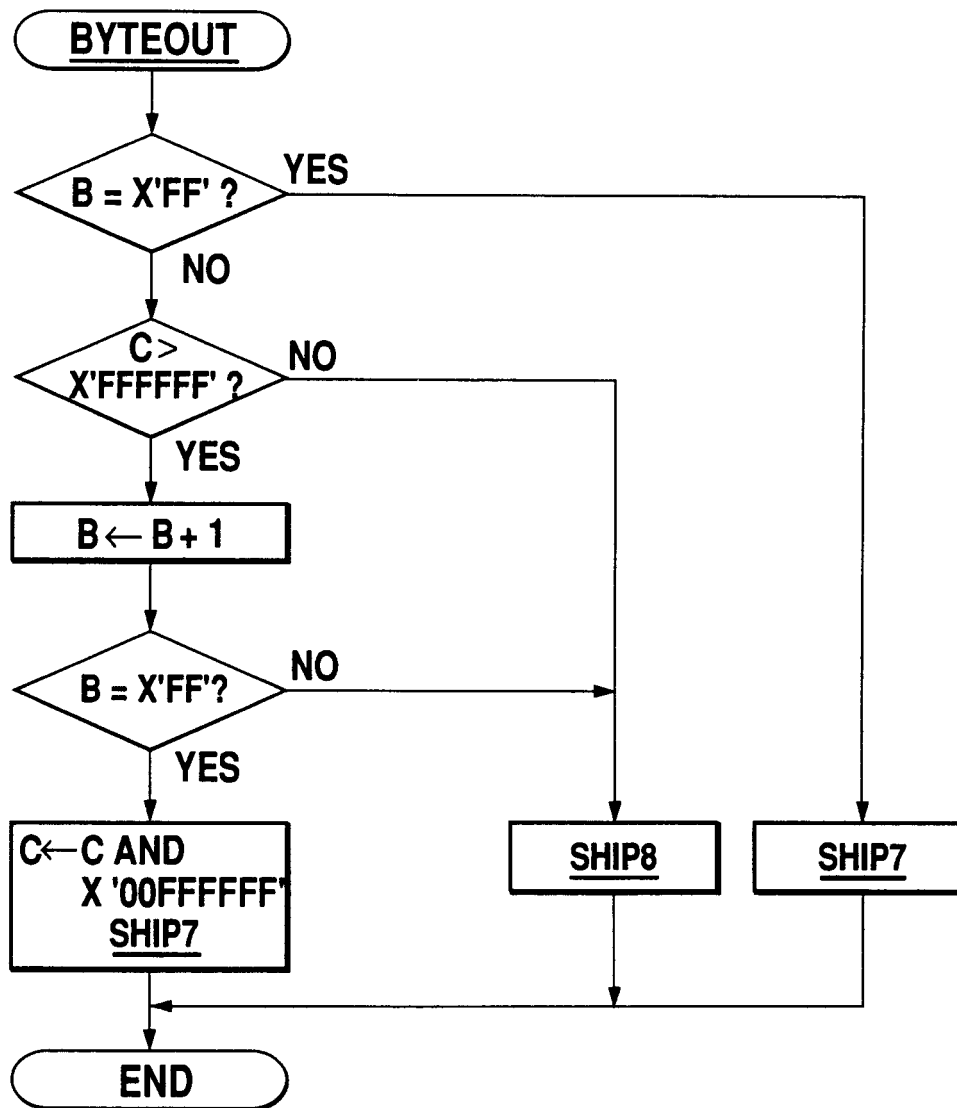 BYTEOUT
B = X'FF' ?
YES
NO
C >
X'FFFFFF' ?
NO
YES
B ← B + 1
B = X'FF'?
NO
YES
C←C AND
X '00FFFFFF'
SHIP7
SHIP8
SHIP7
END